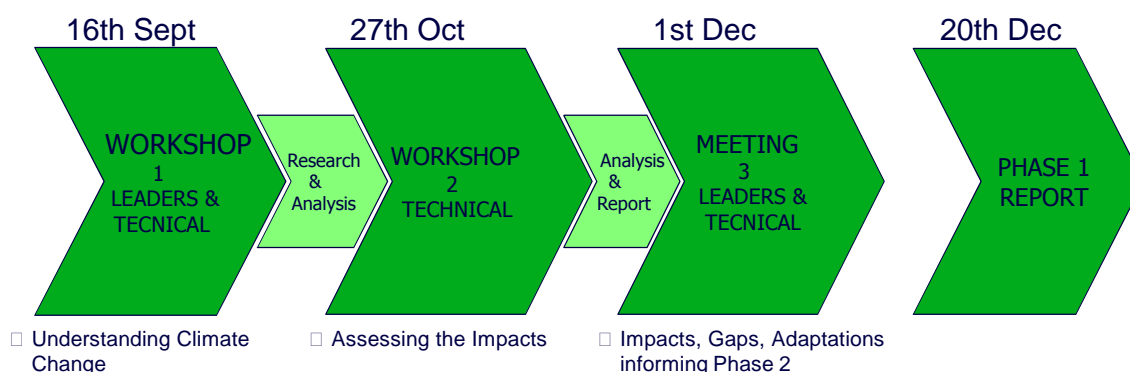 16th Sept
27th Oct
1st Dec
20th Dec
WORKSHOP
1
LEADERS &
TECNICAL
Research
&
Analysis
WORKSHOP
2
TECHNICAL
Analysis
&
Report
MEETING
3
LEADERS &
TECNICAL
PHASE 1
REPORT
Understanding Climate
Change
Assessing the Impacts
Impacts, Gaps, Adaptations
informing Phase 2